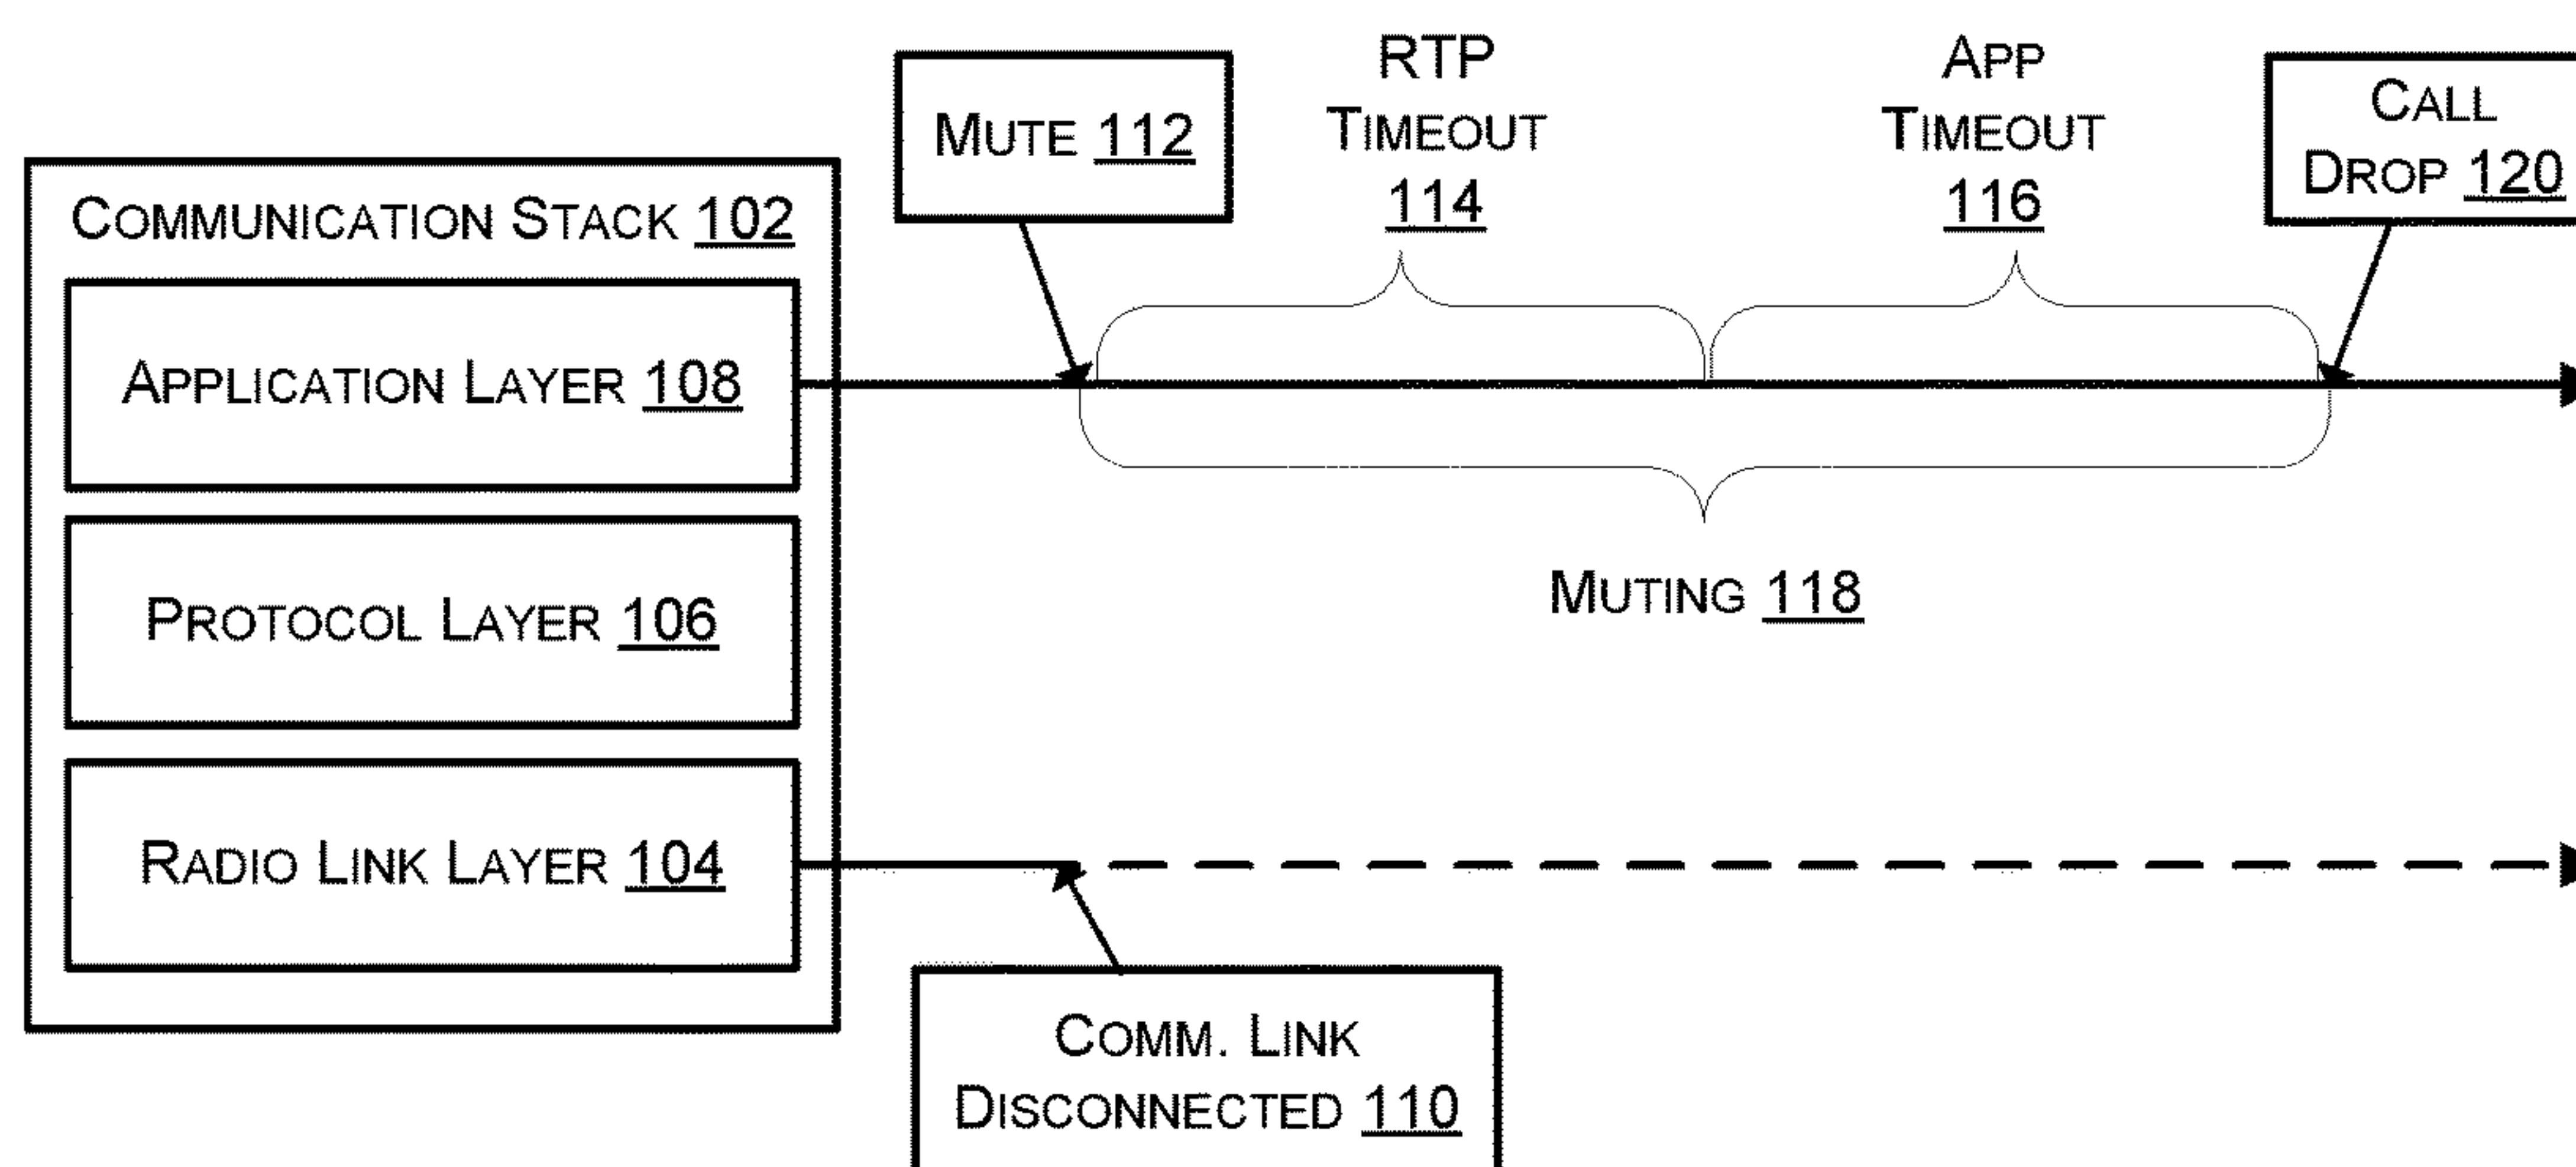 COMMUNICATION STACK 102
APPLICATION LAYER 108
PROTOCOL LAYER 106
RADIO LINK LAYER 104
MUTE 112
RTP
TIMEOUT
114
APP
TIMEOUT
116
CALL
DROP 120
MUTING 118
COMM. LINK
DISCONNECTED 110